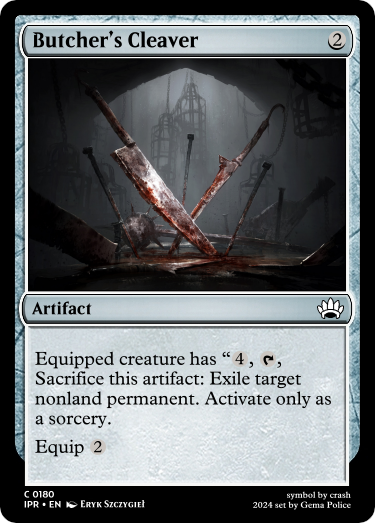 Butcher's Cleaver 2
Artifact
Equipped creature has “4, ,
Sacrifice this artifact: Exile target
nonland permanent. Activate only as
a sorcery.
Equip 2
C 0180
IPR • EN Eryk Szczygieł
symbol by crash
2024 set by Gema Police